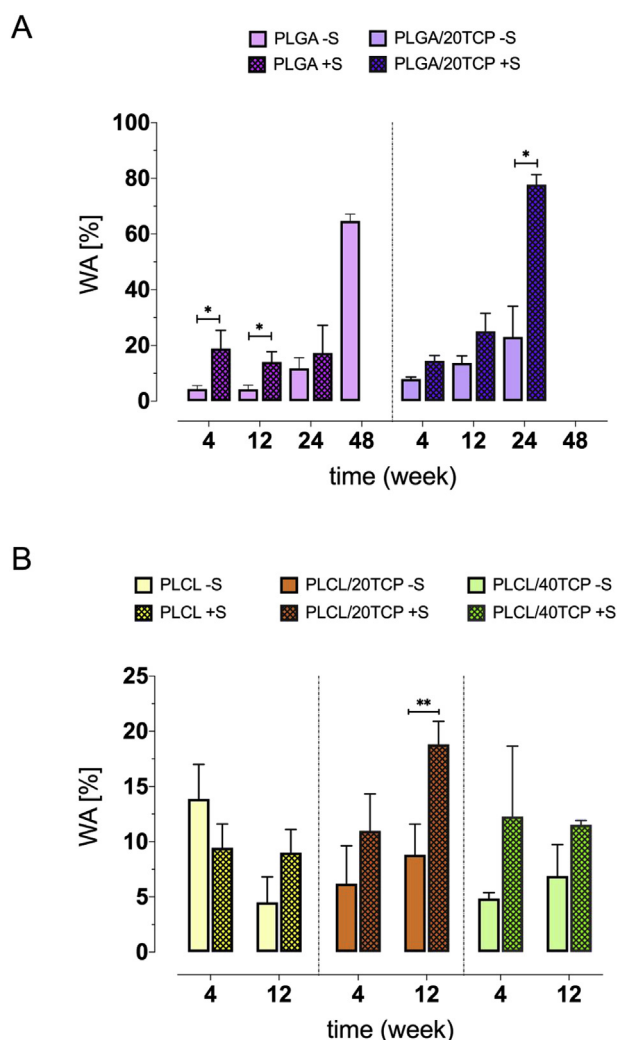 A
PLGA -S PLGA/20TCP -S
PLGA +S PLGA/20TCP +S
100
80
60
40
20
0
WA [%]
* * *
4 12 24 48 4 12 24 48
time (week)
B
PLCL -S PLCL/20TCP -S PLCL/40TCP -S
PLCL +S PLCL/20TCP +S PLCL/40TCP +S
25
20
15
10
5
0
WA [%]
**
4 12 4 12 4 12
time (week)